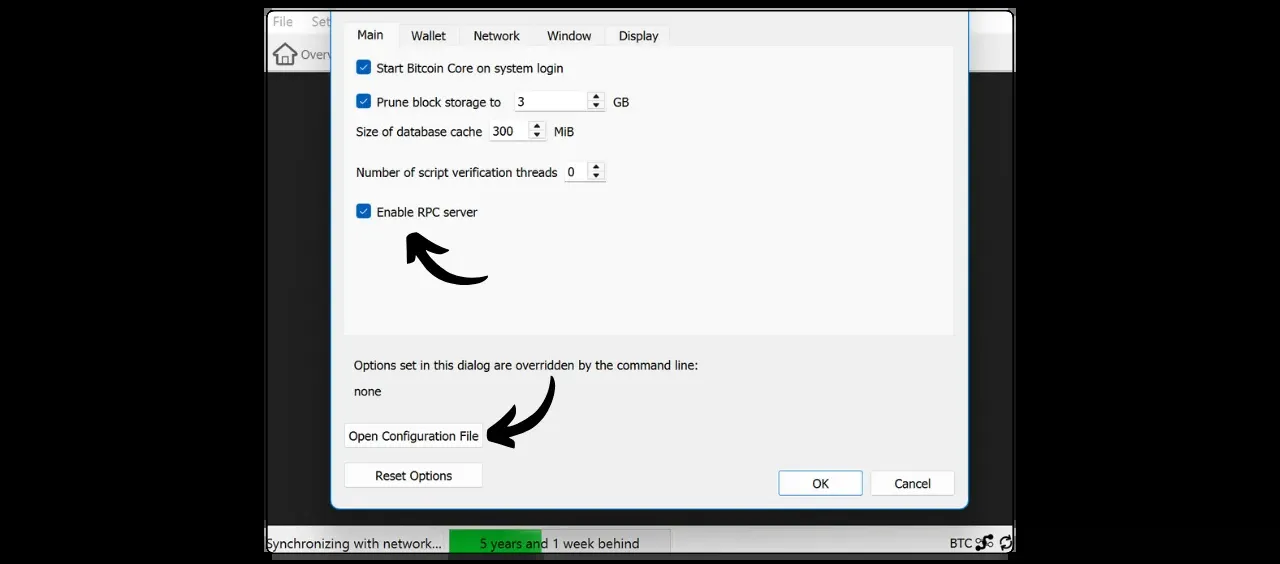 File Set
Main Wallet Network Window Display
Overv
Start Bitcoin Core on system login
Prune block storage to 3 GB
Size of database cache 300 MiB
Number of script verification threads 0
Enable RPC server
Options set in this dialog are overridden by the command line:
none
Open Configuration File
Reset Options
OK Cancel
Synchronizing with network... 5 years and 1 week behind BTC